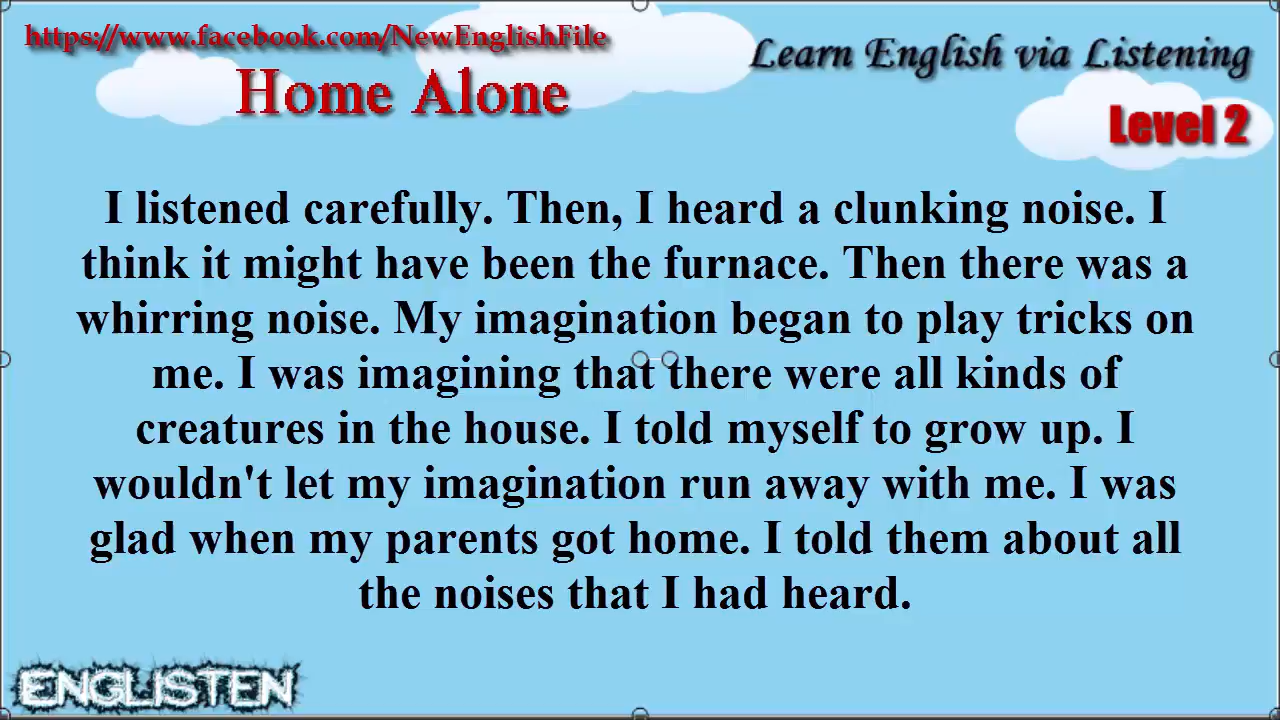 https://www.facebook.com/NewEnglishFile
Learn English via Listening
Home Alone
Level 2
I listened carefully. Then, I heard a clunking noise. I
think it might have been the furnace. Then there was a
whirring noise. My imagination began to play tricks on
me. I was imagining that there were all kinds of
creatures in the house. I told myself to grow up. I
wouldn't let my imagination run away with me. I was
glad when my parents got home. I told them about all
the noises that I had heard.
ENGLISTEN